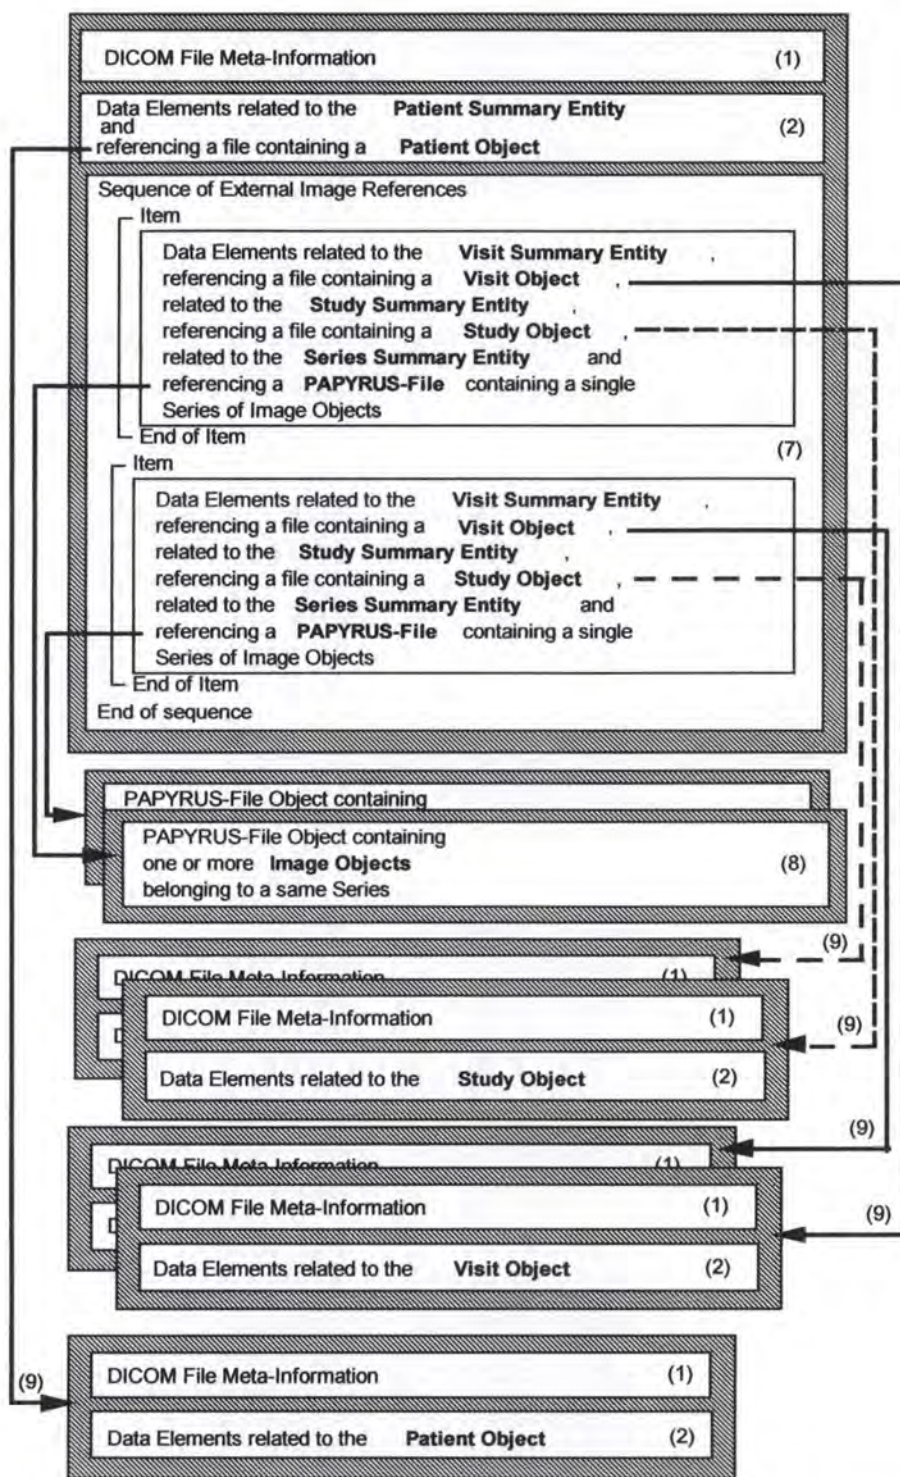 DICOM File Meta-Information (1)
Data Elements related to the Patient Summary Entity
and
(2)
referencing a file containing a Patient Object
Sequence of External Image References
Item
Data Elements related to the Visit Summary Entity ,
referencing a file containing a Visit Object ,
related to the Study Summary Entity ,
referencing a file containing a Study Object ,
related to the Series Summary Entity and
referencing a PAPYRUS-File containing a single
Series of Image Objects
End of Item
(7)
Item
Data Elements related to the Visit Summary Entity ,
referencing a file containing a Visit Object ,
related to the Study Summary Entity ,
referencing a file containing a Study Object ,
related to the Series Summary Entity and
referencing a PAPYRUS-File containing a single
Series of Image Objects
End of Item
End of sequence
PAPYRUS-File Object containing
PAPYRUS-File Object containing
one or more Image Objects (8)
belonging to a same Series
(9)
DICOM File Meta-Information (1)
DICOM File Meta-Information (1)
(9)
D
Data Elements related to the Study Object (2)
(9)
DICOM File Meta-Information (1)
DICOM File Meta-Information (1)
(9)
D
Data Elements related to the Visit Object (2)
DICOM File Meta-Information (1)
(9)
Data Elements related to the Patient Object (2)